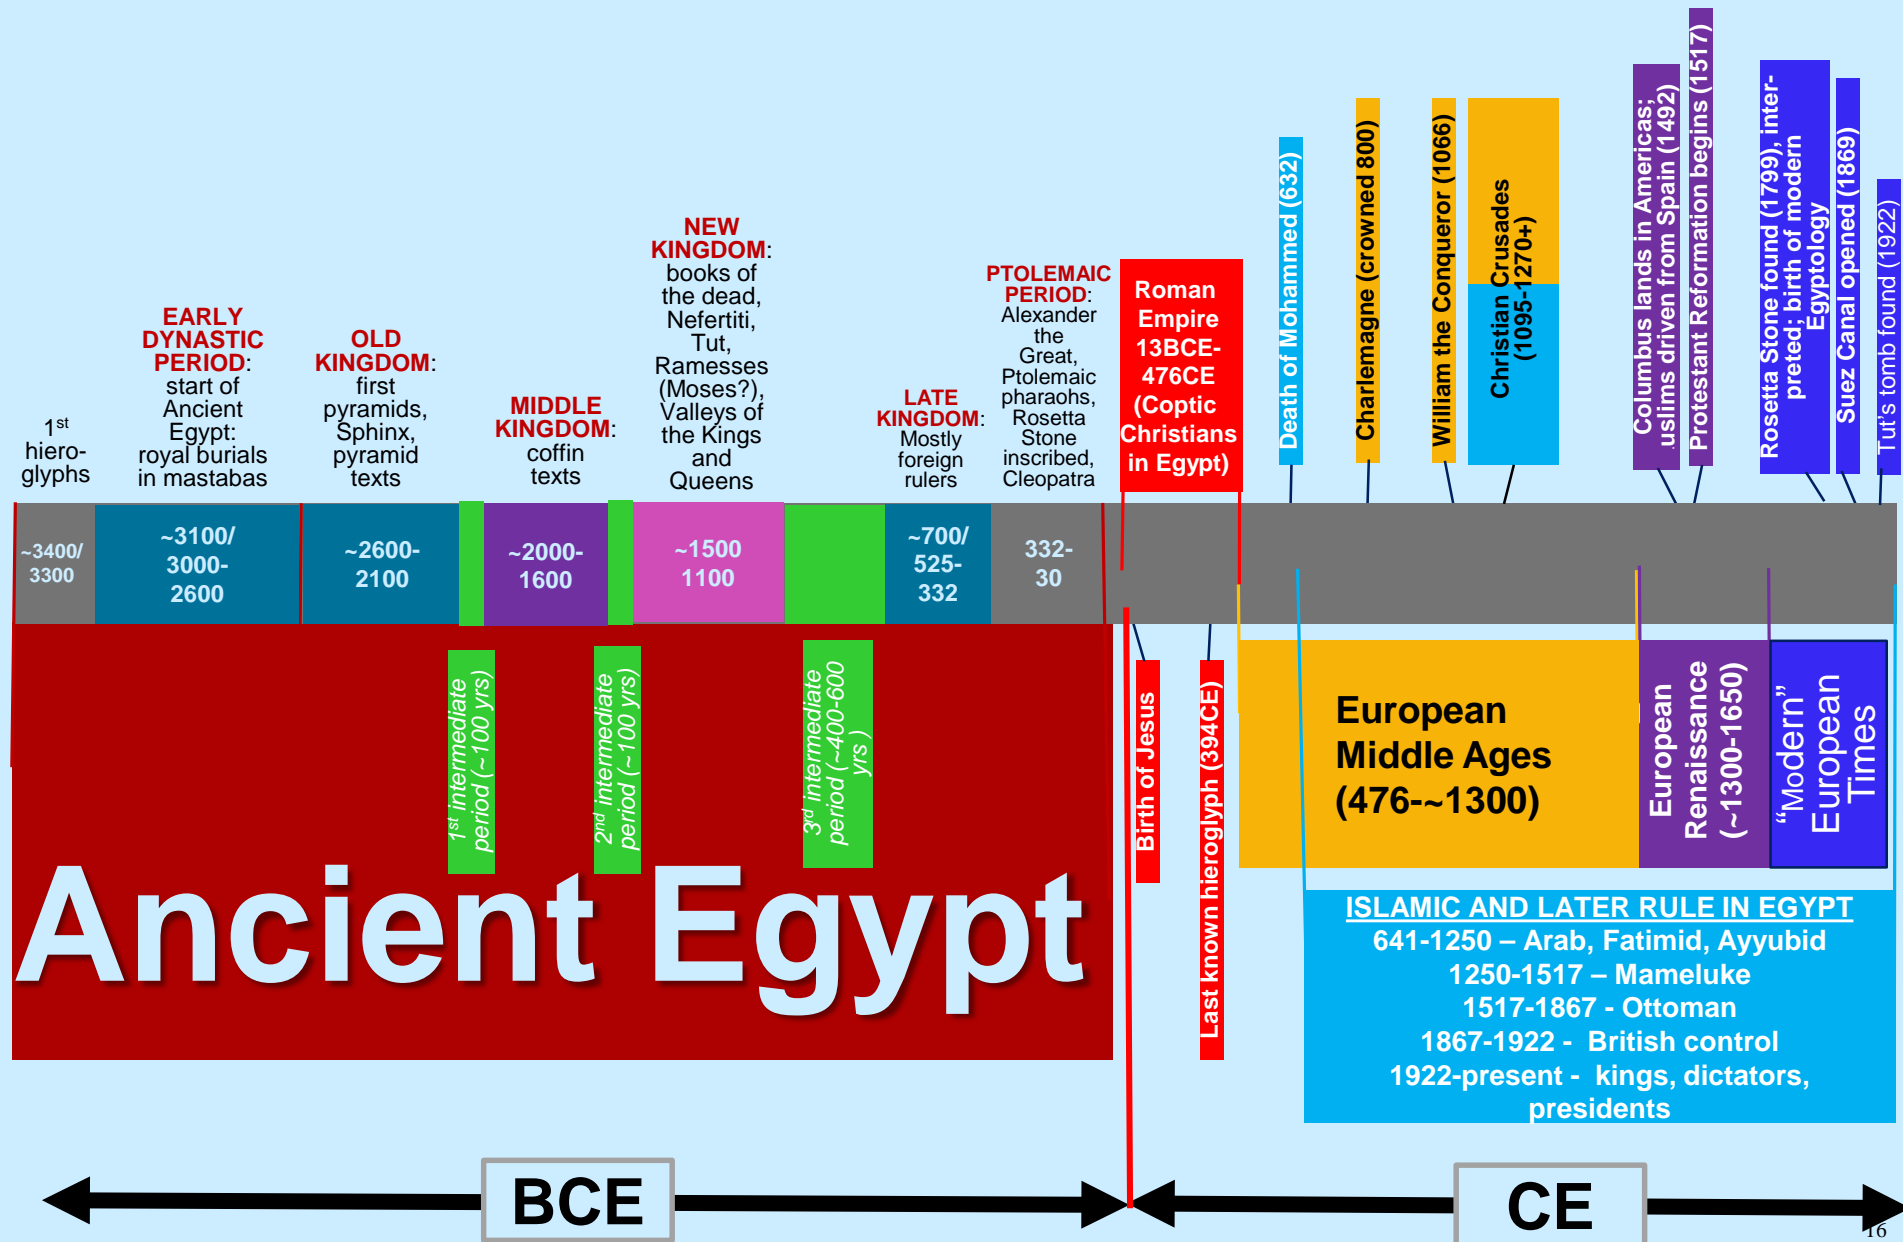 1st
hiero-
glyphs
EARLY
DYNASTIC
PERIOD:
start of
Ancient
Egypt:
royal burials
in mastabas
OLD
KINGDOM:
first
pyramids,
Sphinx,
pyramid
texts
MIDDLE
KINGDOM:
coffin
texts
NEW
KINGDOM:
books of
the dead,
Nefertiti,
Tut,
Ramesses
(Moses?),
Valleys of
the Kings
and
Queens
LATE
KINGDOM:
Mostly
foreign
rulers
PTOLEMAIC
PERIOD:
Alexander
the
Great,
Ptolemaic
pharaohs,
Rosetta
Stone
inscribed,
Cleopatra
Roman
Empire
13BCE-
476CE
(Coptic
Christians
in Egypt)
Death of Mohammed (632)
Charlemagne (crowned 800)
William the Conqueror (1066)
Christian Crusades
(1095-1270+)
Columbus lands in Americas;
uslims driven from Spain (1492)
Protestant Reformation begins (1517)
Rosetta Stone found (1799), inter-
preted; birth of modern
Egyptology
Suez Canal opened (1869)
Tut's tomb found (1922)
~3400/
3300
~3100/
3000-
2600
~2600-
2100
~2000-
1600
~1500
1100
~700/
525-
332
332-
30
1st intermediate
period (~100 yrs)
2nd intermediate
period (~100 yrs)
3rd intermediate
period (~400-600
yrs )
Birth of Jesus
Last known hieroglyph (394CE)
European
Middle Ages
(476-~1300)
European
Renaissance
(~1300-1650)
“Modern”
European
Times
Ancient Egypt
ISLAMIC AND LATER RULE IN EGYPT
641-1250 – Arab, Fatimid, Ayyubid
1250-1517 – Mameluke
1517-1867 - Ottoman
1867-1922 - British control
1922-present - kings, dictators,
presidents
BCE
CE
16